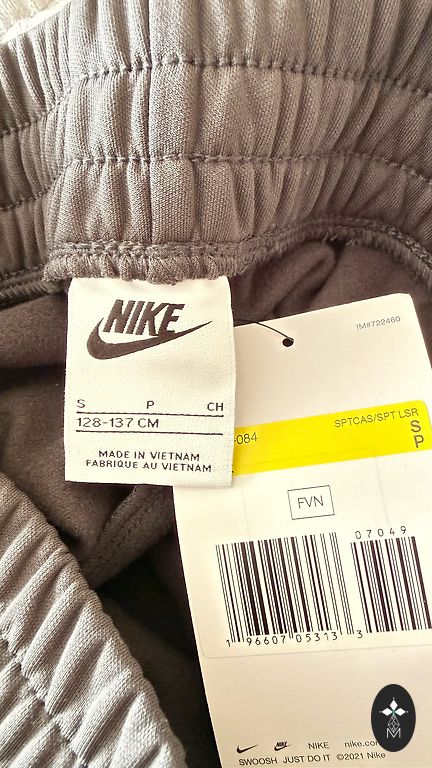 NIKE
S P CH
128-137 CM
MADE IN VIETNAM
FABRIQUE AU VIETNAM
IM#722460
-084
SPTCAS/SPT LSR
S
P
FVN
07049
1 96607 05313 3
NIKE nike.com
SWOOSH JUST DO IT ©2021 Nike